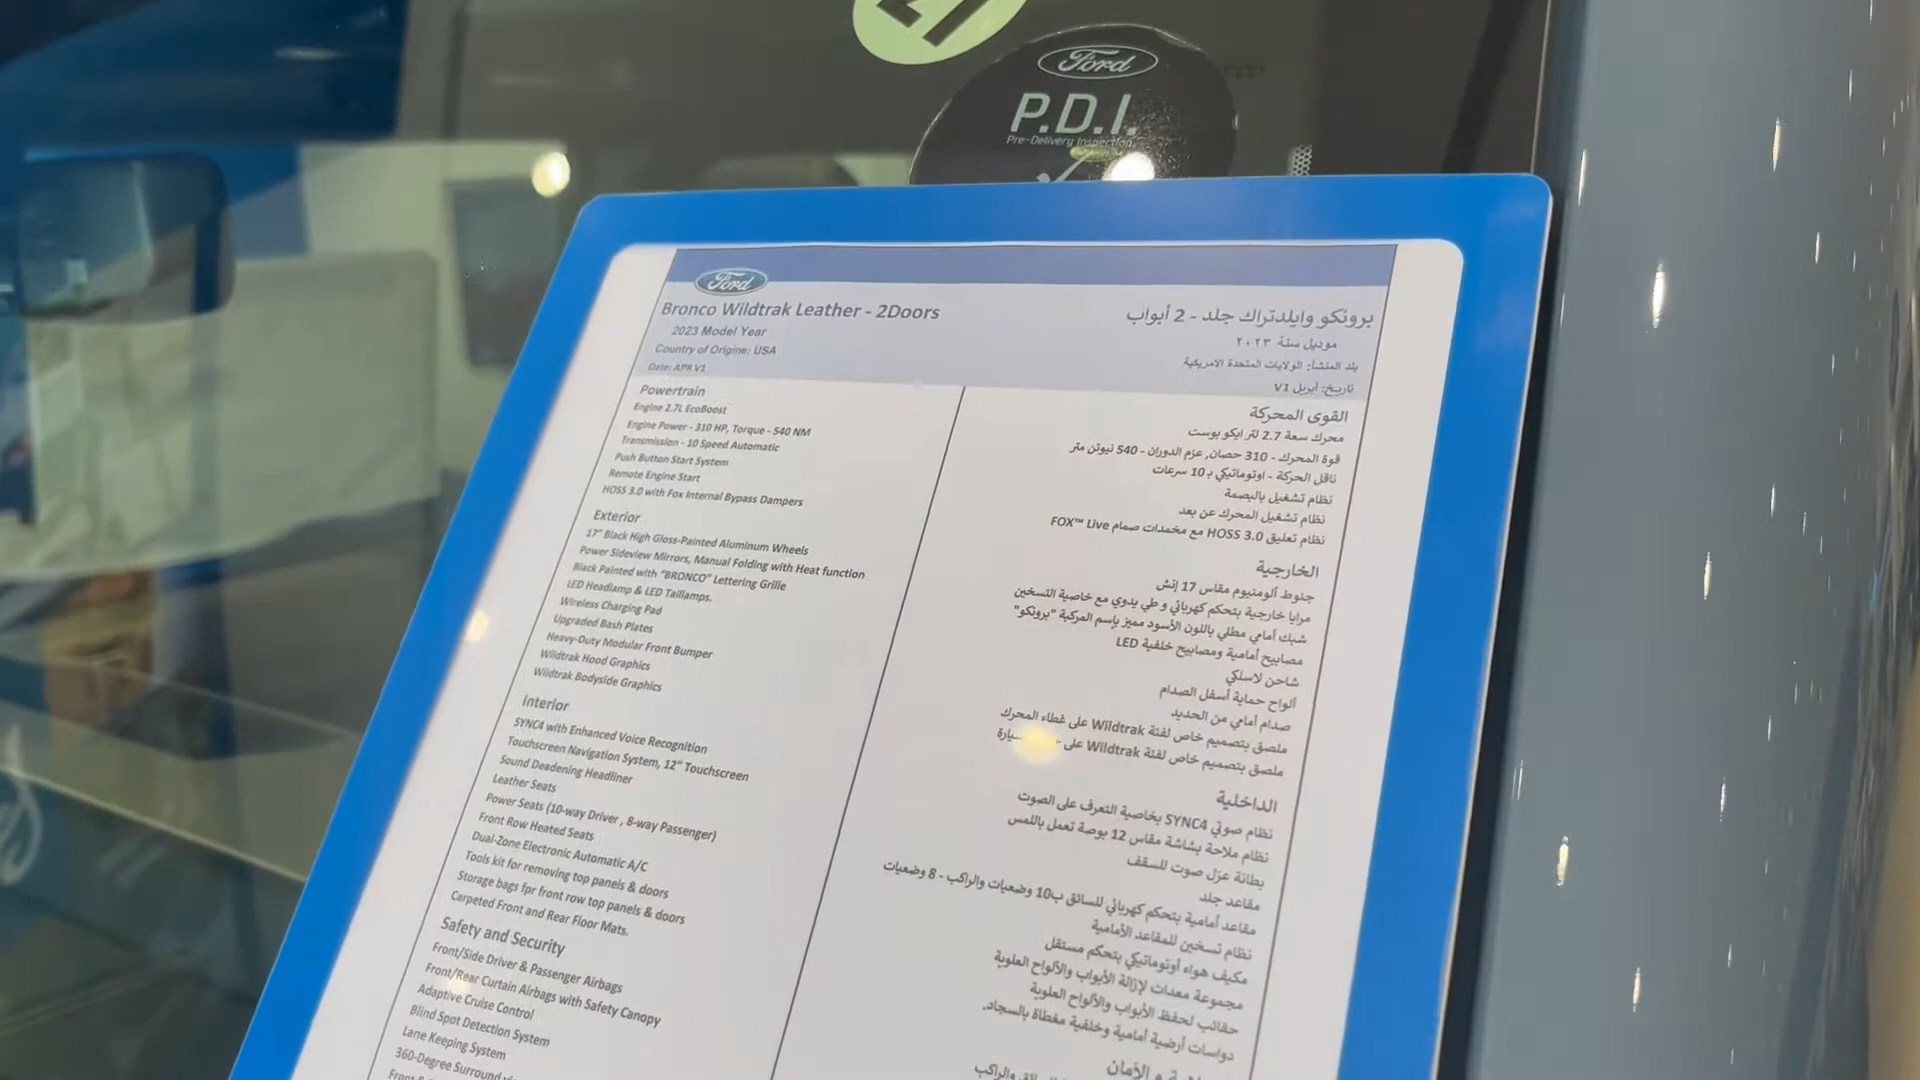 21
Ford
P.D.I.
Pre-Delivery Inspection
Ford
Bronco Wildtrak Leather - 2Doors
2023 Model Year
Country of Origine: USA
Date: APR V1
Powertrain
Engine 2.7L EcoBoost
Engine Power - 310 HP, Torque - 540 NM
Transmission - 10 Speed Automatic
Push Button Start System
Remote Engine Start
HOSS 3.0 with Fox Internal Bypass Dampers
Exterior
17" Black High Gloss-Painted Aluminum Wheels
Power Sideview Mirrors, Manual Folding with Heat function
Black Painted with "BRONCO" Lettering Grille
LED Headlamp & LED Taillamps.
Wireless Charging Pad
Upgraded Bash Plates
Heavy-Duty Modular Front Bumper
Wildtrak Hood Graphics
Wildtrak Bodyside Graphics
Interior
SYNC4 with Enhanced Voice Recognition
Touchscreen Navigation System, 12" Touchscreen
Sound Deadening Headliner
Leather Seats
Power Seats (10-way Driver , 8-way Passenger)
Front Row Heated Seats
Dual-Zone Electronic Automatic A/C
Tools kit for removing top panels & doors
Storage bags fpr front row top panels & doors
Carpeted Front and Rear Floor Mats.
Safety and Security
Front/Side Driver & Passenger Airbags
Front/Rear Curtain Airbags with Safety Canopy
Adaptive Cruise Control
Blind Spot Detection System
Lane Keeping System
360-Degree Surround
برونكو وايلدتراك جلد - 2 أبواب
موديل سنة ٢٠٢٣
بلد المنشأ: الولايات المتحدة الامريكية
تاريخ: أبريل V1
القوى المحركة
محرك سعة 2.7 لتر ايكو بوست
قوة المحرك - 310 حصان, عزم الدوران - 540 نيوتن متر
ناقل الحركة - اوتوماتيكي بـ 10 سرعات
نظام تشغيل بالبصمة
نظام تشغيل المحرك عن بعد
نظام تعليق HOSS 3.0 مع مخمدات صمام FOX™ Live
الخارجية
جنوط ألومنيوم مقاس 17 إنش
مرايا خارجية بتحكم كهربائي و طي يدوي مع خاصية التسخين
شبك أمامي مطلي باللون الأسود مميز بإسم المركبة "برونكو"
مصابيح أمامية ومصابيح خلفية LED
شاحن لاسلكي
ألواح حماية أسفل الصدام
صدام أمامي من الحديد
ملصق بتصميم خاص لفئة Wildtrak على غطاء المحرك
ملصق بتصميم خاص لفئة Wildtrak على
الداخلية
نظام صوتي SYNC4 بخاصية التعرف على الصوت
نظام ملاحة بشاشة مقاس 12 بوصة تعمل باللمس
بطانة عزل صوت للسقف
مقاعد جلد
مقاعد أمامية بتحكم كهربائي للسائق ب10 وضعيات والراكب - 8 وضعيات
نظام تسخين للمقاعد الأمامية
مكيف هواء أوتوماتيكي بتحكم مستقل
مجموعة معدات لإزالة الأبواب والألواح العلوية
حقائب لحفظ الأبواب والألواح العلوية
دواسات أرضية أمامية وخلفية مغطاة بالسجاد.